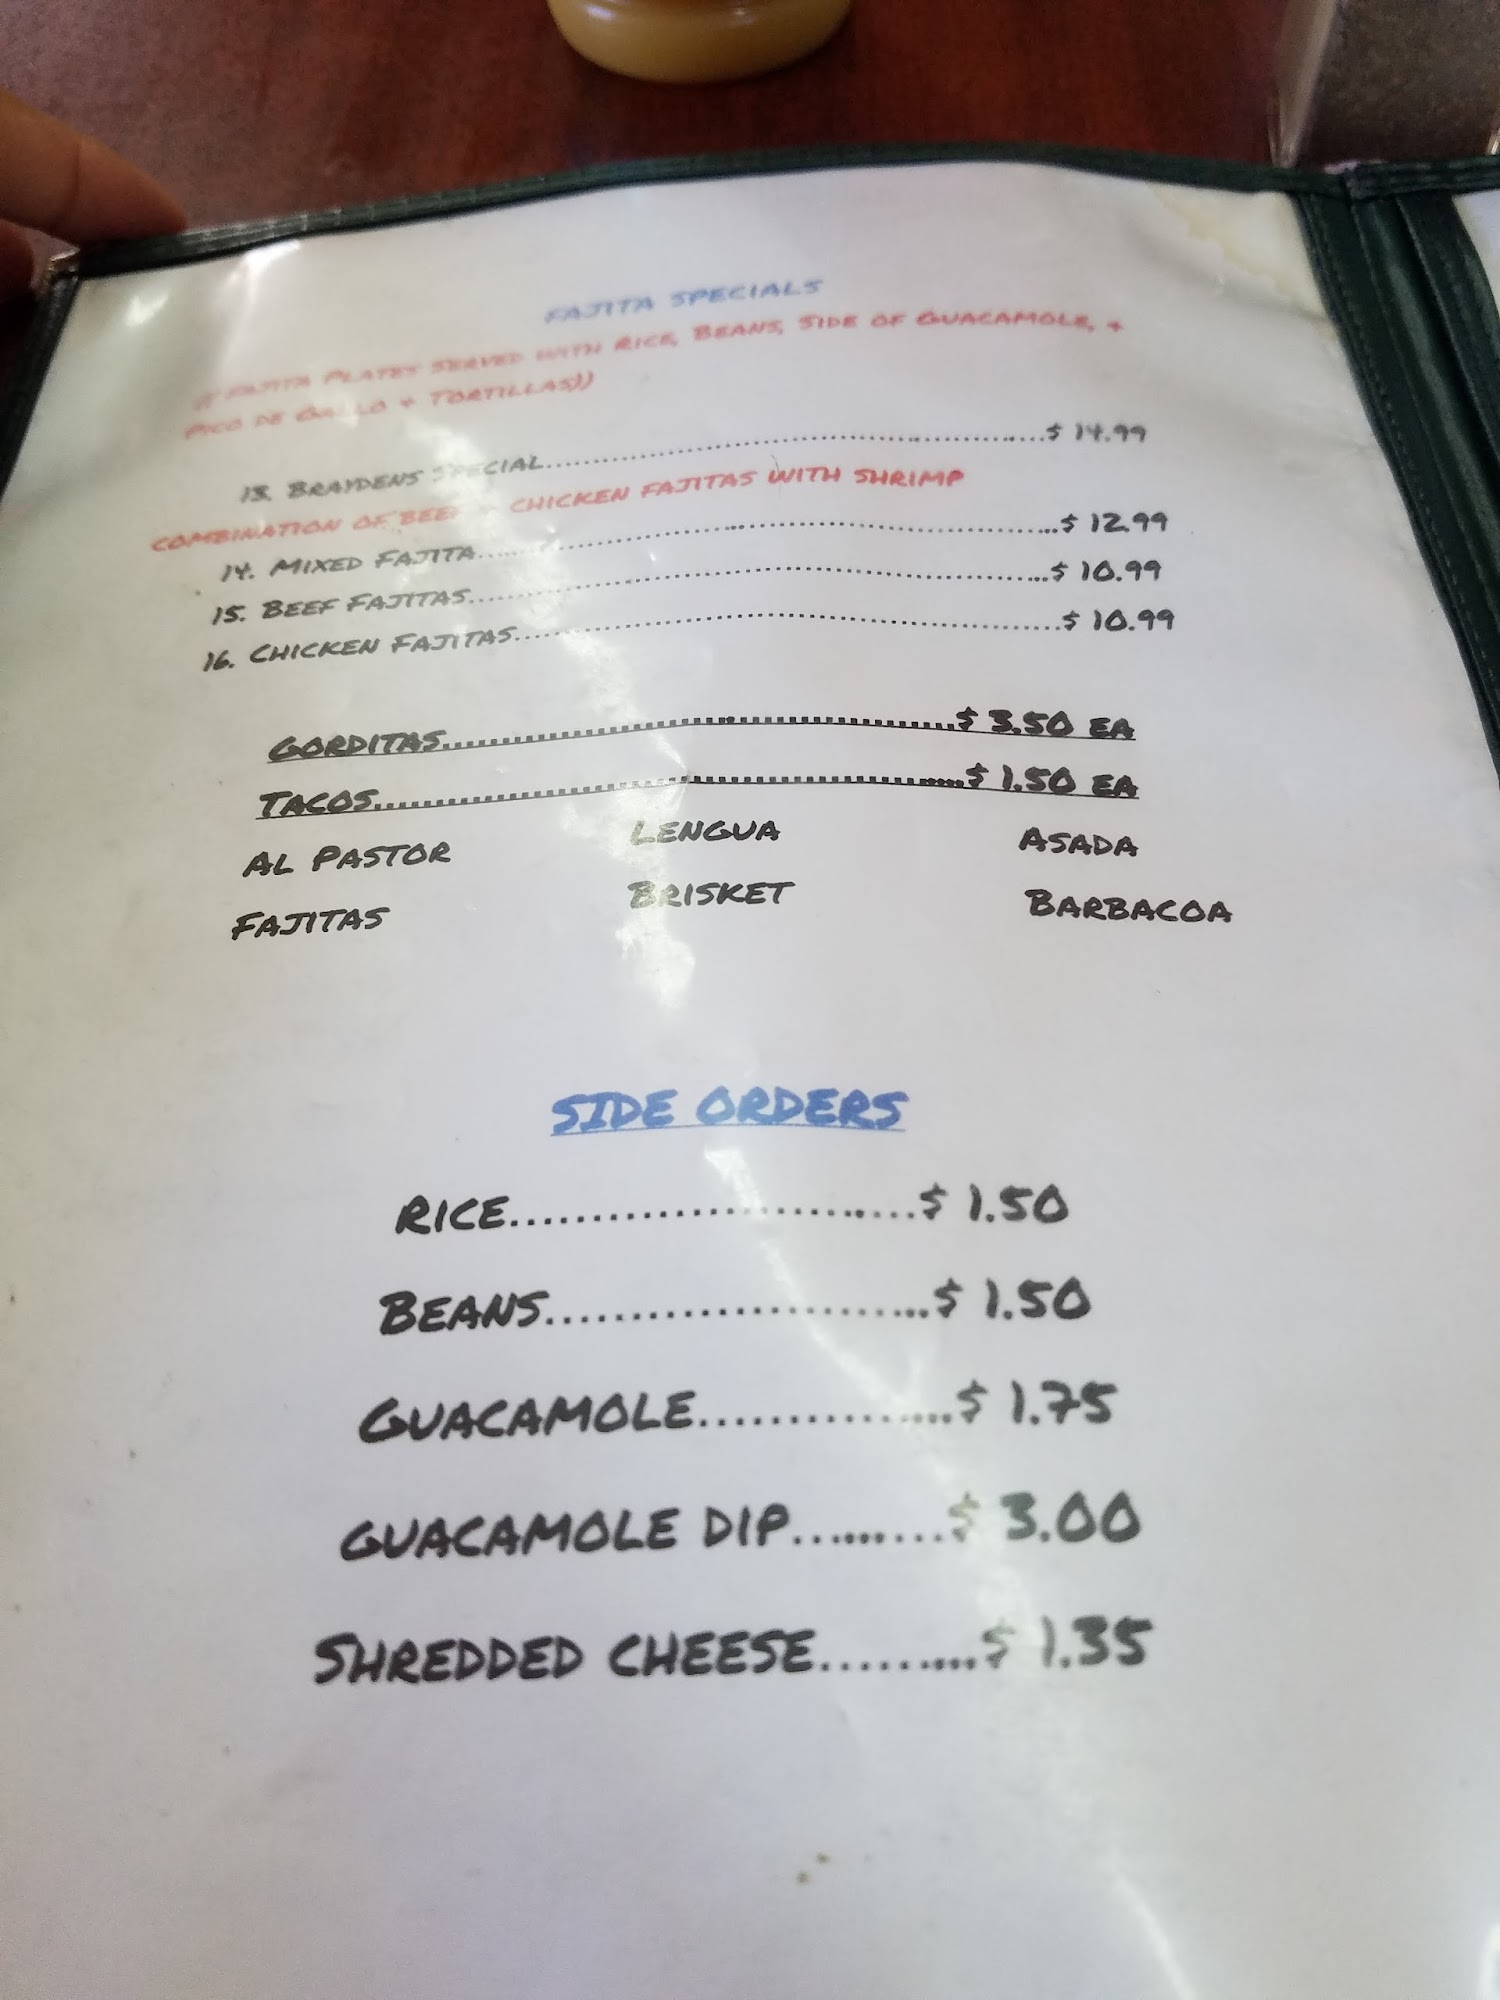 FAJITA SPECIALS
(( FAJITA PLATES SERVED WITH RICE, BEANS, SIDE OF GUACAMOLE, +
PICO DE GALLO + TORTILLAS))
13. BRAYDENS SPECIAL..........$ 14.99
COMBINATION OF BEEF CHICKEN FAJITAS WITH SHRIMP
14. MIXED FAJITA..........$ 12.99
15. BEEF FAJITAS..........$ 10.99
16. CHICKEN FAJITAS..........$ 10.99
GORDITAS..........$ 3.50 EA
TACOS..........$ 1.50 EA
AL PASTOR LENGUA ASADA
FAJITAS BRISKET BARBACOA
SIDE ORDERS
RICE..........$ 1.50
BEANS..........$ 1.50
GUACAMOLE..........$ 1.75
GUACAMOLE DIP..........$ 3.00
SHREDDED CHEESE..........$ 1.35